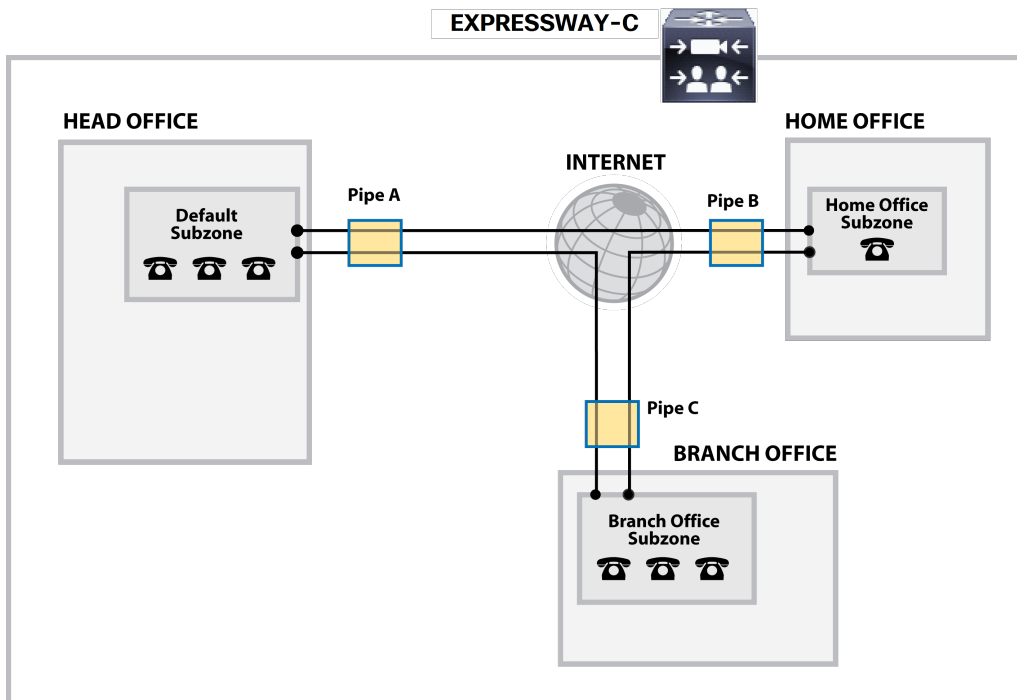 EXPRESSWAY-C
HEAD OFFICE
HOME OFFICE
INTERNET
Pipe A
Pipe B
Default
Subzone
Home Office
Subzone
Pipe C
BRANCH OFFICE
Branch Office
Subzone